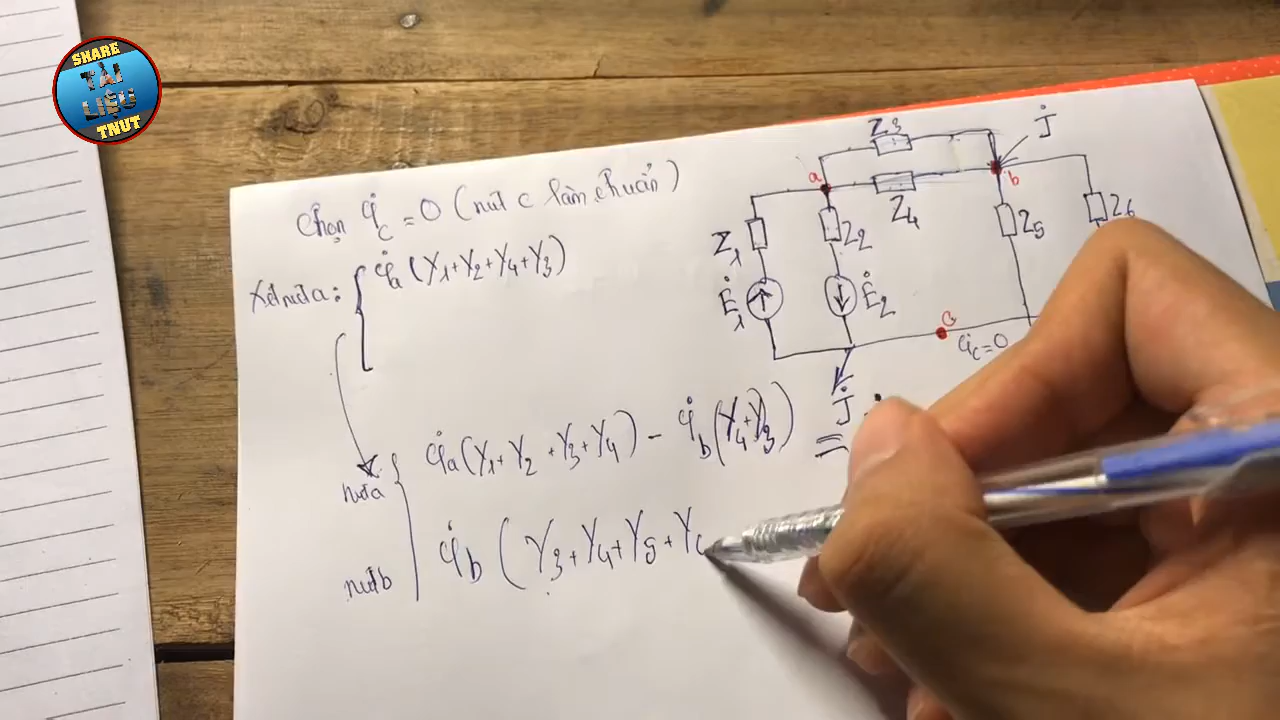 SHARE
TÀI
LIỆU
TNUT
Chọn φ̇c = 0 (nút c làm chuẩn)
Xét nút a: φ̇a (Y1+Y2+Y4+Y3)
nút a φ̇a (Y1+Y2+Y3+Y4) - φ̇b (Y4+Y3) =
nút b φ̇b (Y3+Y4+Y5+Y
Z3
J̇
a
b
Z4
Z1
Z2
Z5
Z6
Ė1
Ė2
c
φ̇c=0
J̇